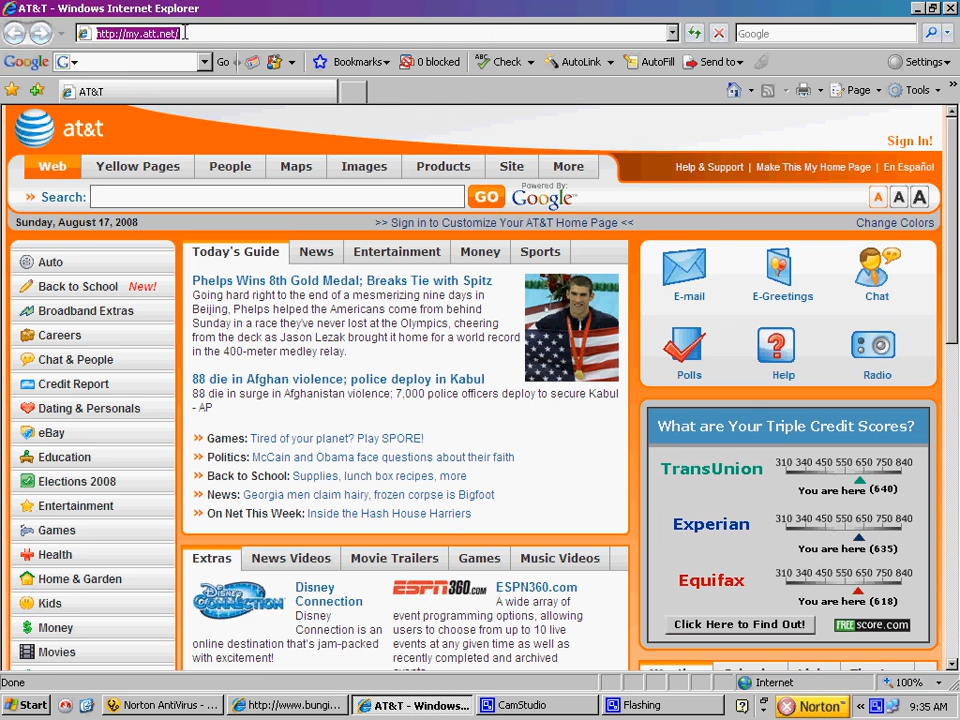 AT&T - Windows Internet Explorer
http://my.att.net/
Google
Google
G
Go
Bookmarks
0 blocked
ABC Check
AutoLink
AutoFill
Send to
Settings
AT&T
Page
Tools
at&t
Sign In!
Web
Yellow Pages
People
Maps
Images
Products
Site
More
Help & Support | Make This My Home Page | En Español
Search:
GO
Powered By:
Google™
A A A
Sunday, August 17, 2008
>> Sign in to Customize Your AT&T Home Page <<
Change Colors
Auto
Back to School New!
Broadband Extras
Careers
Chat & People
Credit Report
Dating & Personals
eBay
Education
Elections 2008
Entertainment
Games
Health
Home & Garden
Kids
Money
Movies
Today's Guide
News
Entertainment
Money
Sports
Phelps Wins 8th Gold Medal; Breaks Tie with Spitz
Going hard right to the end of a mesmerizing nine days in
Beijing, Phelps helped the Americans come from behind
Sunday in a race they've never lost at the Olympics, cheering
from the deck as Jason Lezak brought it home for a world record
in the 400-meter medley relay.
88 die in Afghan violence; police deploy in Kabul
88 die in surge in Afghanistan violence; 7,000 police officers deploy to secure Kabul
- AP
Games: Tired of your planet? Play SPORE!
Politics: McCain and Obama face questions about their faith
Back to School: Supplies, lunch box recipes, more
News: Georgia men claim hairy, frozen corpse is Bigfoot
On Net This Week: Inside the Hash House Harriers
Extras
News Videos
Movie Trailers
Games
Music Videos
Disney CONNECTION
Disney
Connection
Disney
Connection is an
online destination that's jam-packed
with excitement!
ESPN360.com
ESPN360.com
A wide array of
event programming options, allowing
users to choose from up to 10 live
events at any given time as well as
recently completed and archived
E-mail
E-Greetings
Chat
Polls
Help
Radio
What are Your Triple Credit Scores?
TransUnion
310 340 450 550 650 750 840
You are here (640)
Experian
310 340 450 550 650 750 840
You are here (635)
Equifax
310 340 450 550 650 750 840
You are here (618)
Click Here to Find Out!
FREEscore.com
Done
Internet
100%
Start
Norton AntiVirus - ...
http://www.bungi...
AT&T - Windows...
CamStudio
Flashing
Norton™
9:35 AM